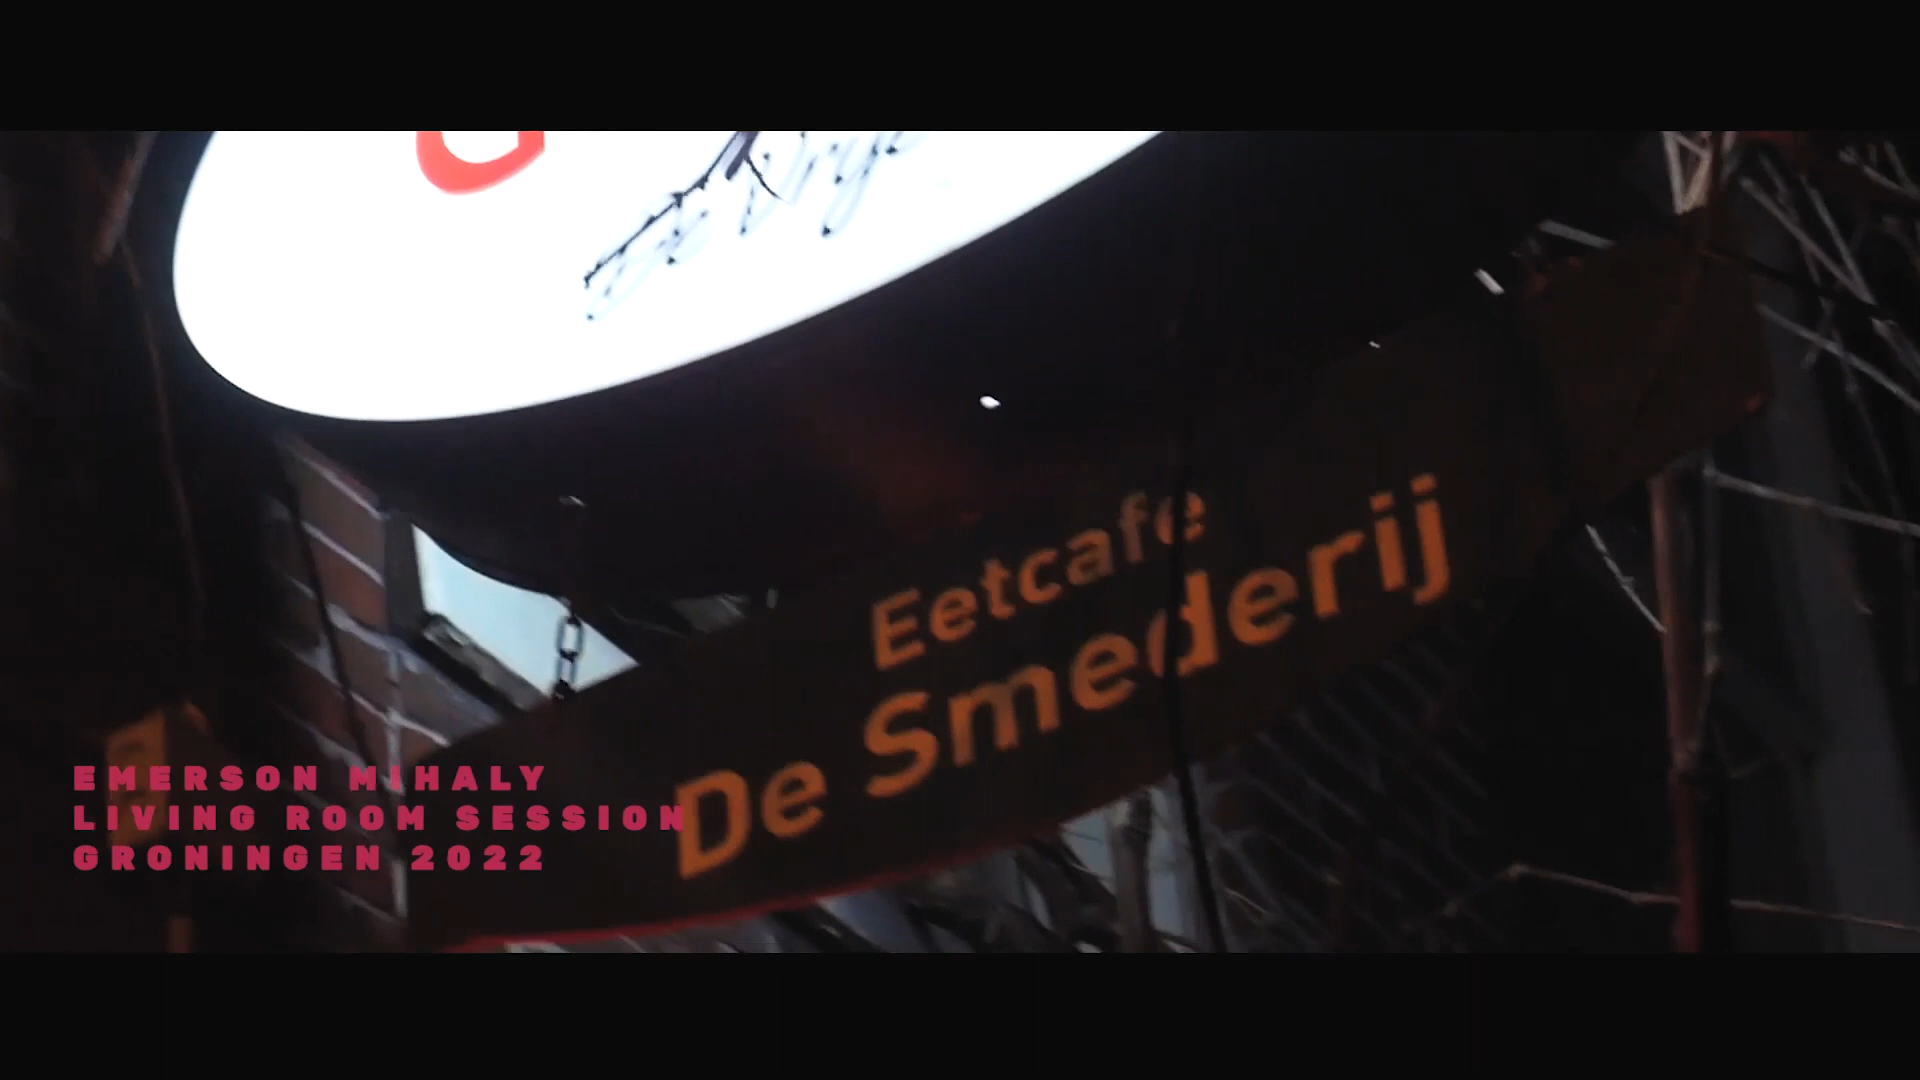 Eetcafe
De Smederij
EMERSON MIHALY
LIVING ROOM SESSION
GRONINGEN 2022